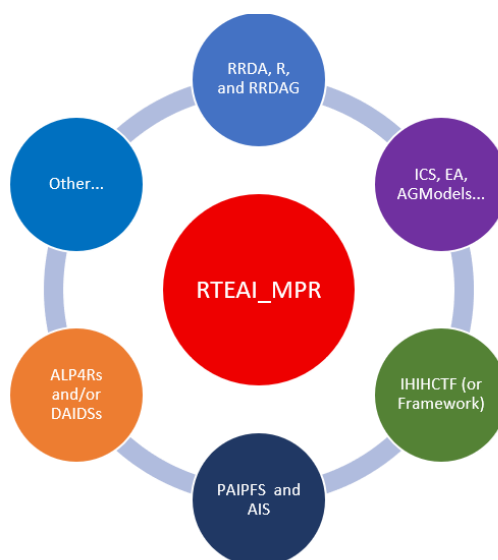 RRDA, R,
and RRDAG
ICS, EA,
AGModels...
IHIHCTF (or
Framework)
PAIPFS and
AIS
ALP4Rs
and/or
DAIDSs
Other...
RTEAI_MPR